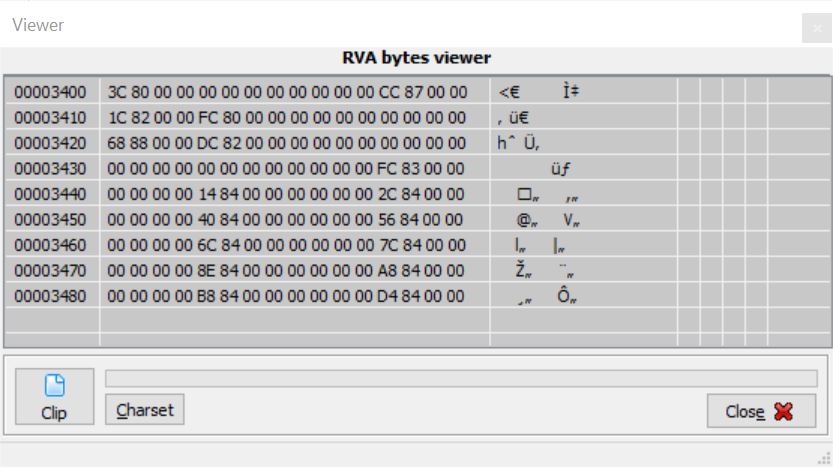 Viewer
RVA bytes viewer
00003400 3C 80 00 00 00 00 00 00 00 00 00 00 CC 87 00 00 <€ Ì‡
00003410 1C 82 00 00 FC 80 00 00 00 00 00 00 00 00 00 00 ‚ ü€
00003420 68 88 00 00 DC 82 00 00 00 00 00 00 00 00 00 00 hˆ Ü‚
00003430 00 00 00 00 00 00 00 00 00 00 00 00 FC 83 00 00 üƒ
00003440 00 00 00 00 14 84 00 00 00 00 00 00 2C 84 00 00 □„ ,„
00003450 00 00 00 00 40 84 00 00 00 00 00 00 56 84 00 00 @„ V„
00003460 00 00 00 00 6C 84 00 00 00 00 00 00 7C 84 00 00 l„ |„
00003470 00 00 00 00 8E 84 00 00 00 00 00 00 A8 84 00 00 Ž„ ¨„
00003480 00 00 00 00 B8 84 00 00 00 00 00 00 D4 84 00 00 ¸„ Ô„
Clip
Charset
Close